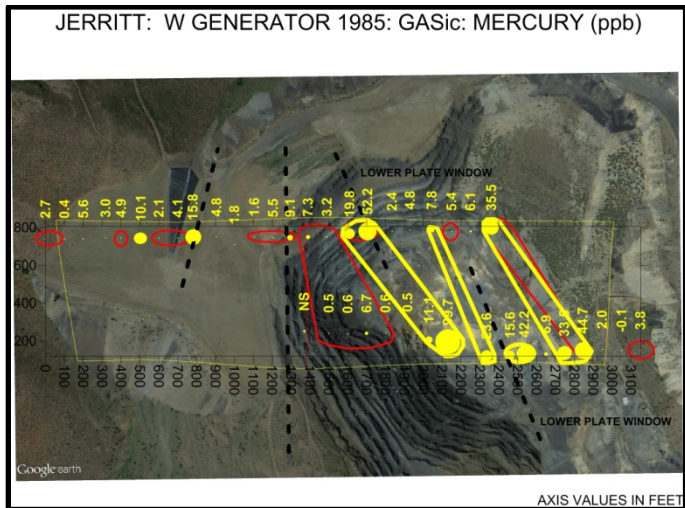 JERRITT: W GENERATOR 1985: GASic: MERCURY (ppb)
LOWER PLATE WINDOW
2.7 0.4 5.6 3.0 4.9 10.1 2.1 4.1 15.8 4.8 1.8 1.6 5.5 9.1 7.3 3.2 19.8 52.2 2.4 4.8 7.8 5.4 6.1 35.5
800
600
400
200
NS 0.5 0.6 6.7 0.6 0.5 11.1 15.6 42.2 44.7 2.0 -0.1 3.8
0 100 200 300 400 500 600 700 800 900 1000 1100 1200 1300 1400 1500 1600 1700 1800 1900 2000 2100 2200 2300 2400 2500 2600 2700 2800 2900 3100
LOWER PLATE WINDOW
Google earth
AXIS VALUES IN FEET